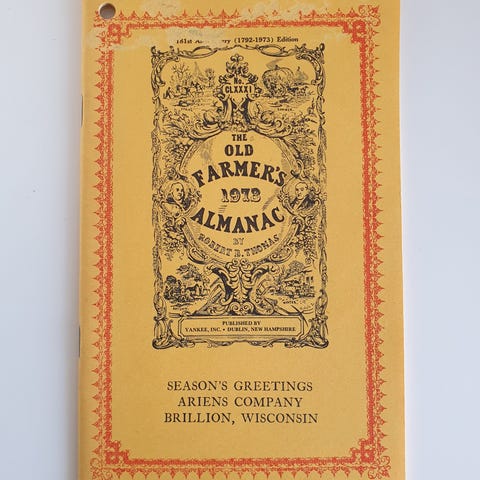 181st (1792-1973) Edition
No.
CLXXXI
THE
OLD
FARMER'S
1973
ALMANAC
BY
ROBERT B. THOMAS
PUBLISHED BY
YANKEE, INC. • DUBLIN, NEW HAMPSHIRE
SEASON'S GREETINGS
ARIENS COMPANY
BRILLION, WISCONSIN